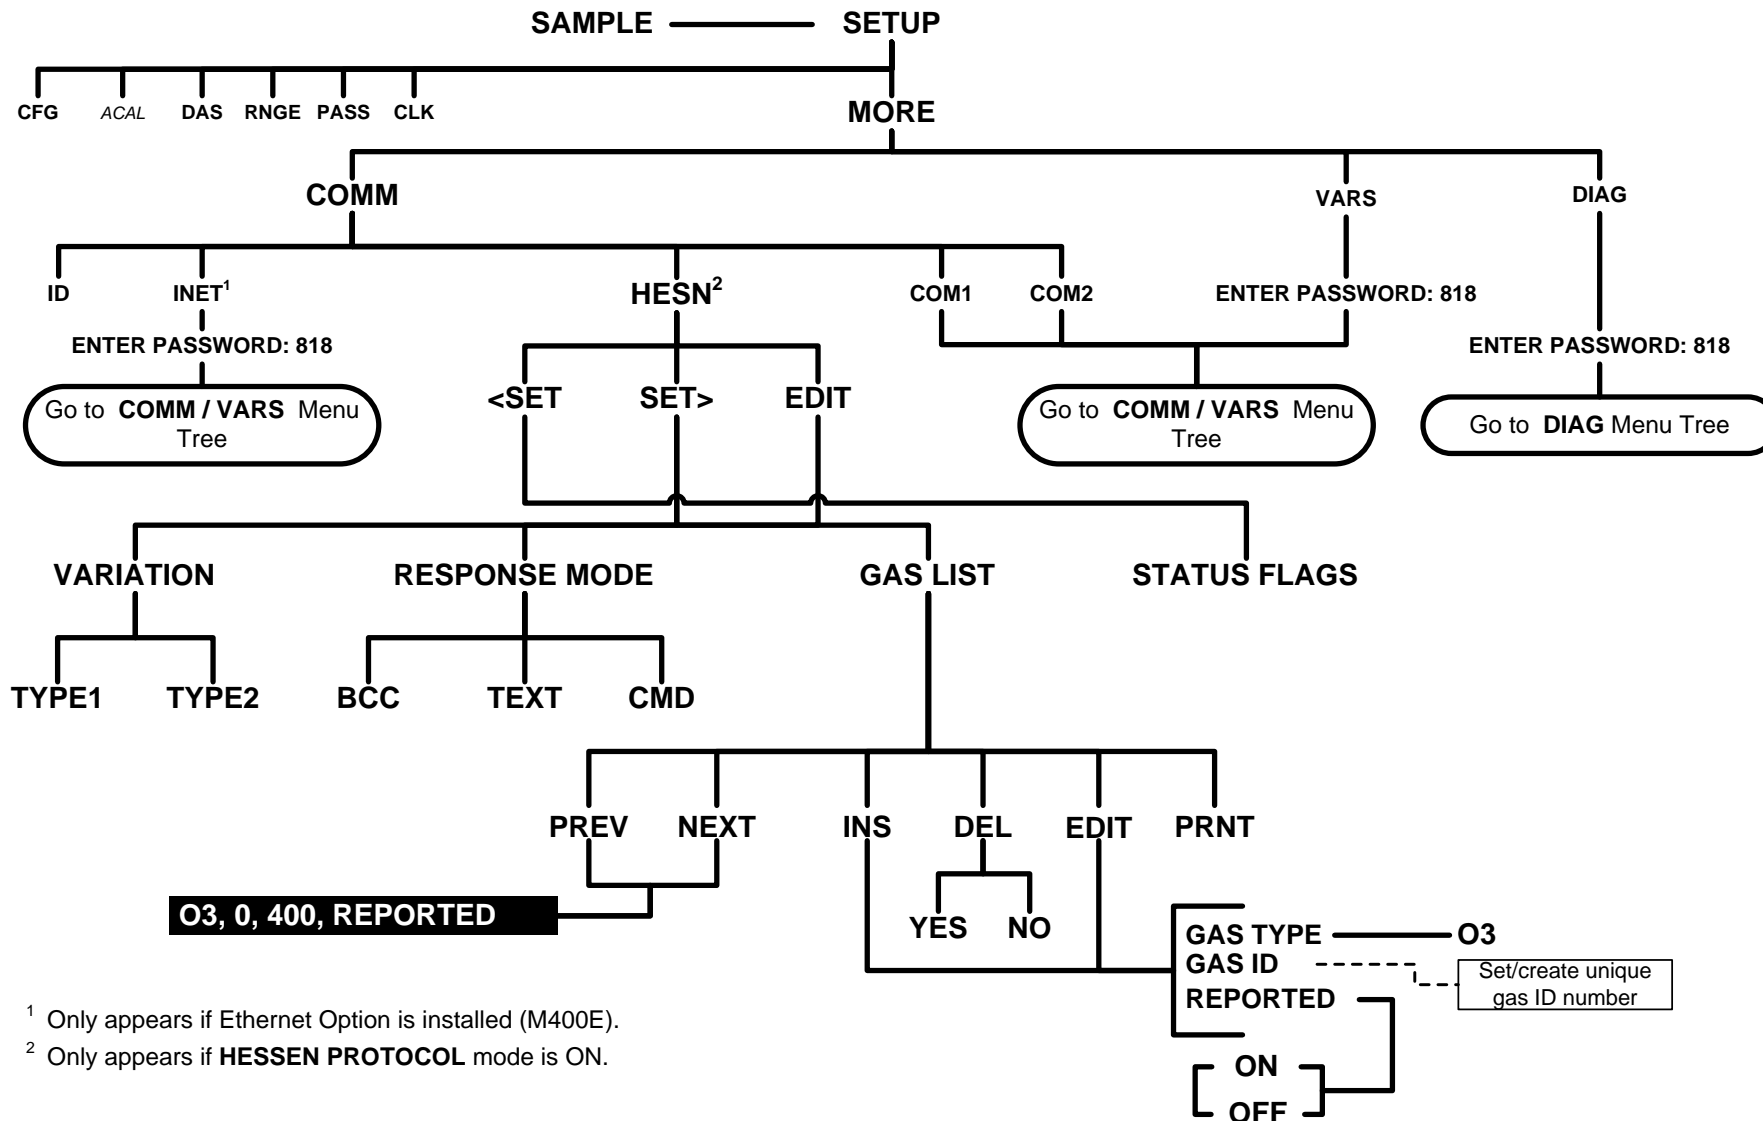 SAMPLE SETUP
CFG ACAL DAS RNGE PASS CLK MORE
COMM VARS DIAG
ID INET1 HESN2 COM1 COM2 ENTER PASSWORD: 818
ENTER PASSWORD: 818 ENTER PASSWORD: 818
<SET SET> EDIT
Go to COMM / VARS Menu
Tree
Go to COMM / VARS Menu
Tree
Go to DIAG Menu Tree
VARIATION RESPONSE MODE GAS LIST STATUS FLAGS
TYPE1 TYPE2 BCC TEXT CMD
PREV NEXT INS DEL EDIT PRNT
O3, 0, 400, REPORTED
YES NO
GAS TYPE O3
GAS ID
Set/create unique
gas ID number
REPORTED
ON
OFF
1 Only appears if Ethernet Option is installed (M400E).
2 Only appears if HESSEN PROTOCOL mode is ON.